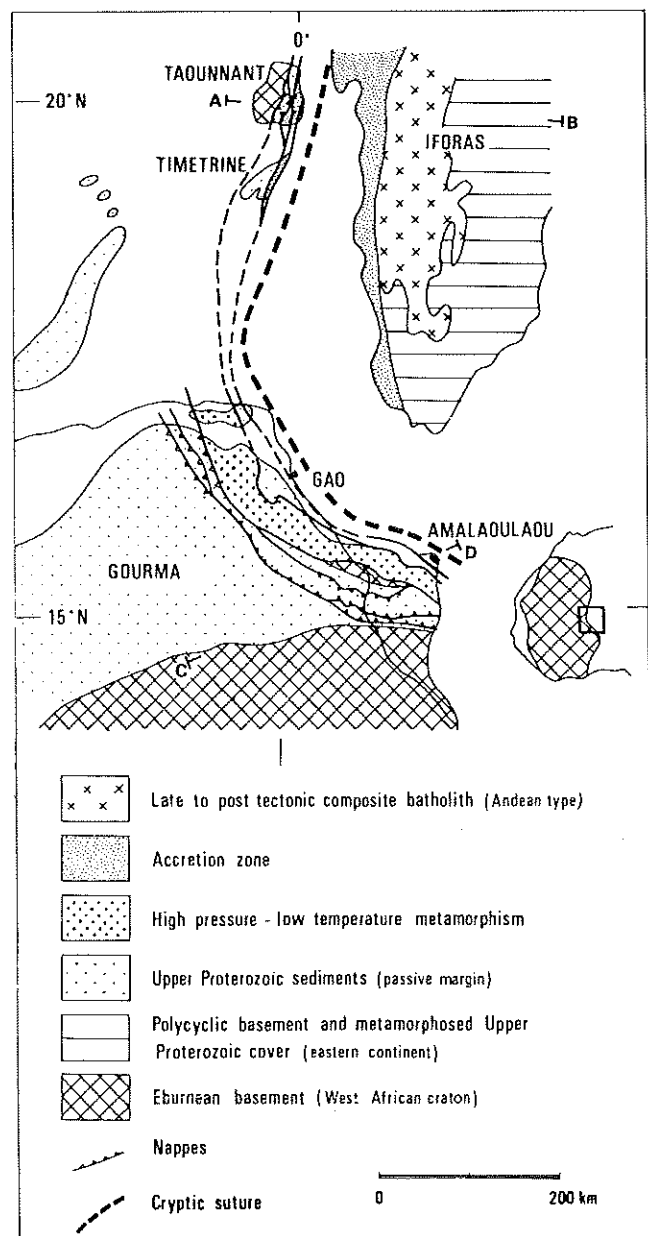 0°
TAOUNNANT
A
20°N
B
IFORAS
TIMETRINE
GAO
AMALAOULAOU
D
GOURMA
15°N
C
Late to post tectonic composite batholith (Andean type)
Accretion zone
High pressure - low temperature metamorphism
Upper Proterozoic sediments (passive margin)
Polycyclic basement and metamorphosed Upper
Proterozoic cover (eastern continent)
Eburnean basement (West African craton)
Nappes
Cryptic suture
0 200 km